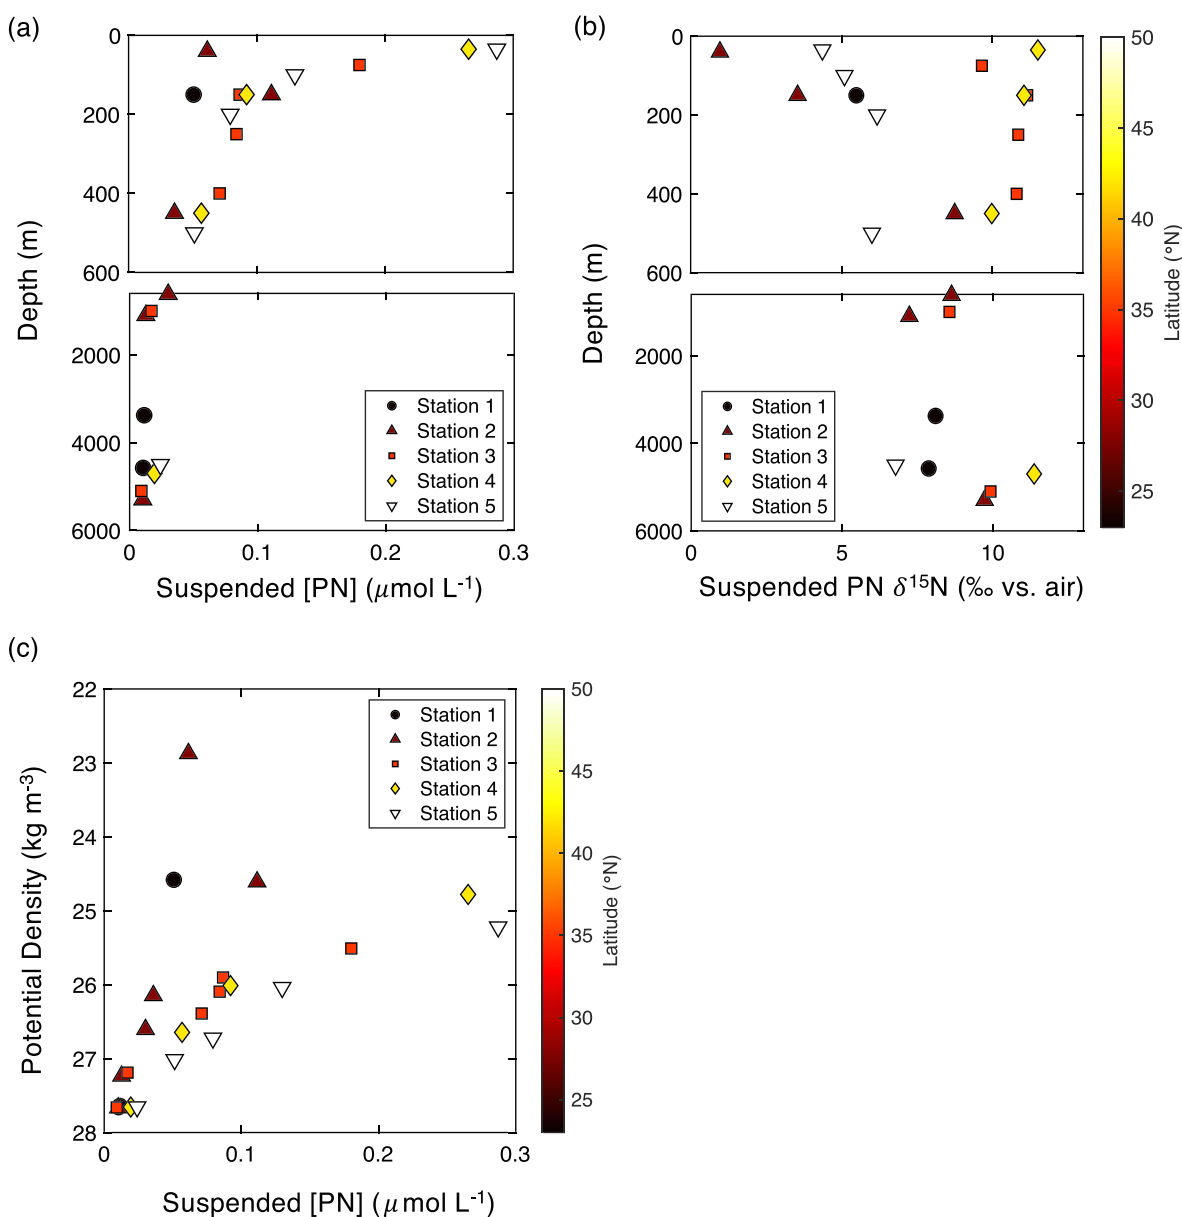 (a)
0
200
400
600
2000
4000
6000
Depth (m)
0
0.1
0.2
0.3
Suspended [PN] (μmol L-1)
Station 1
Station 2
Station 3
Station 4
Station 5
(b)
0
200
400
600
2000
4000
6000
Depth (m)
0
5
10
Suspended PN δ15N (‰ vs. air)
Station 1
Station 2
Station 3
Station 4
Station 5
50
45
40
35
30
25
Latitude (°N)
(c)
22
23
24
25
26
27
28
Potential Density (kg m-3)
0
0.1
0.2
0.3
Suspended [PN] (μmol L-1)
Station 1
Station 2
Station 3
Station 4
Station 5
50
45
40
35
30
25
Latitude (°N)